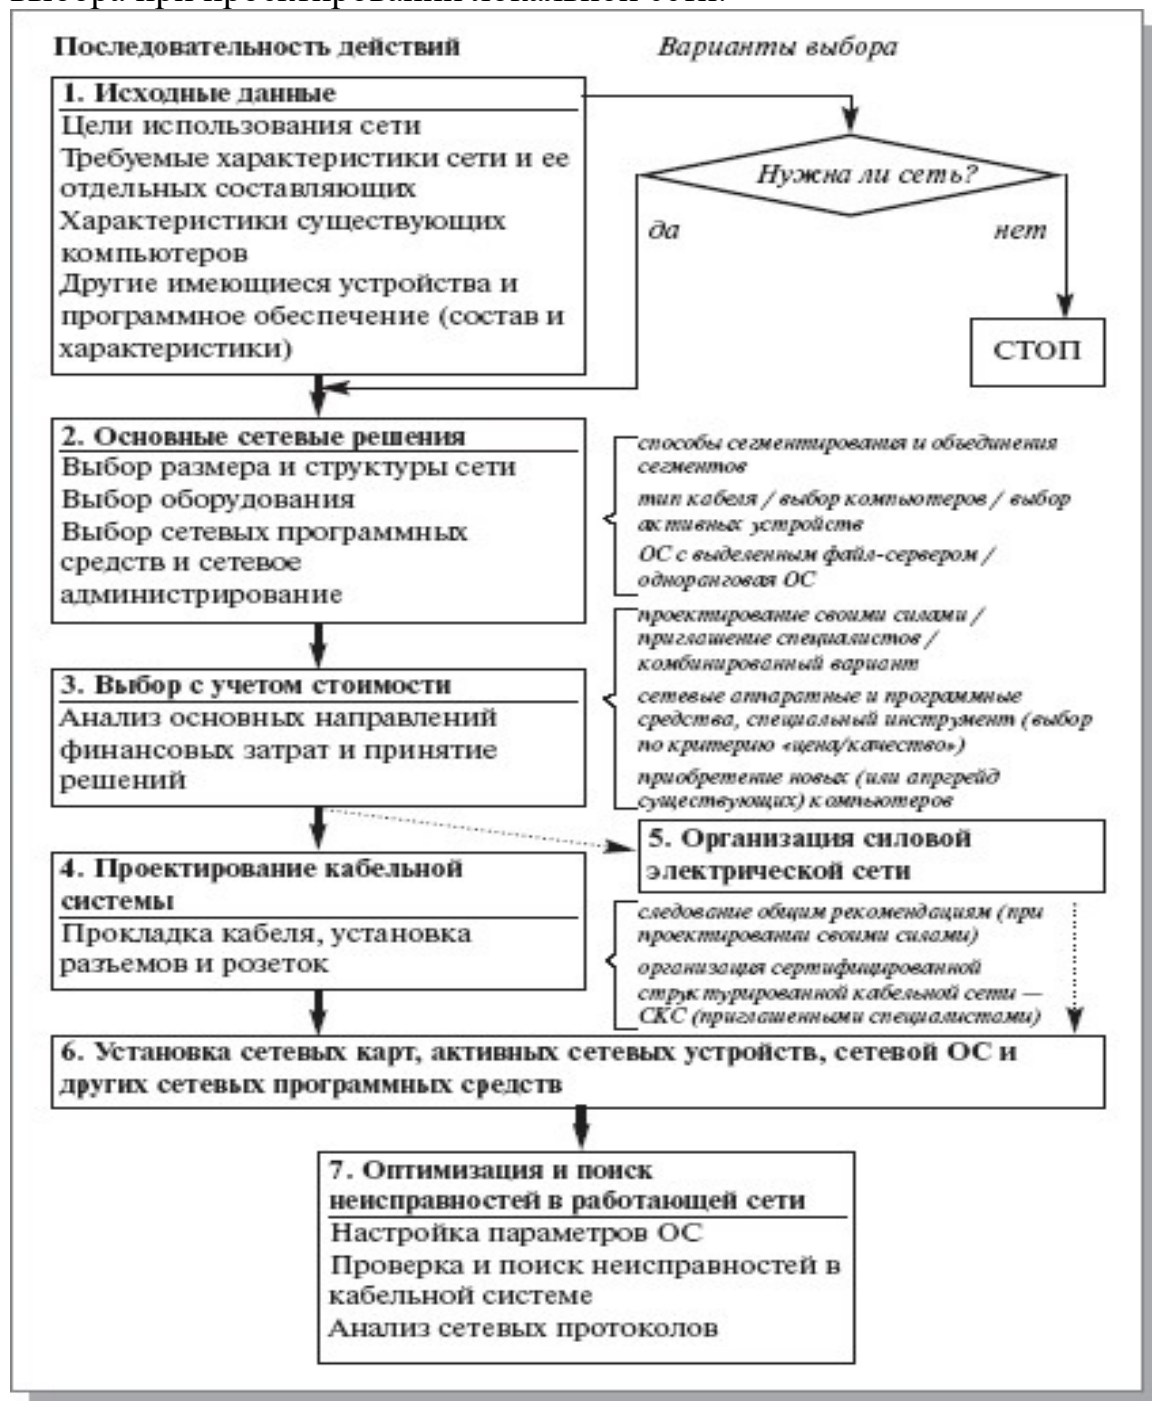 выбора при проектировании локальной сети.
Последовательность действий
Варианты выбора
1. Исходные данные
Цели использования сети
Требуемые характеристики сети и ее
отдельных составляющих
Характеристики существующих
компьютеров
Другие имеющиеся устройства и
программное обеспечение (состав и
характеристики)
Нужна ли сеть?
да
нет
СТОП
2. Основные сетевые решения
Выбор размера и структуры сети
Выбор оборудования
Выбор сетевых программных
средств и сетевое
администрирование
способы сегментирования и объединения
сегментов
тип кабеля / выбор компьютеров / выбор
активных устройств
ОС с выделенным файл-сервером /
одноранговая ОС
3. Выбор с учетом стоимости
Анализ основных направлений
финансовых затрат и принятие
решений
проектирование своими силами /
приглашение специалистов /
комбинированный вариант
сетевые аппаратные и программные
средства, специальный инструмент (выбор
по критерию «цена/качество»)
приобретение новых (или апргрейд
существующих) компьютеров
4. Проектирование кабельной
системы
Прокладка кабеля, установка
разъемов и розеток
5. Организация силовой
электрической сети
следование общим рекомендациям (при
проектировании своими силами)
организация сертифицированной
структурированной кабельной сети —
СКС (приглашенными специалистами)
6. Установка сетевых карт, активных сетевых устройств, сетевой ОС и
других сетевых программных средств
7. Оптимизация и поиск
неисправностей в работающей сети
Настройка параметров ОС
Проверка и поиск неисправностей в
кабельной системе
Анализ сетевых протоколов